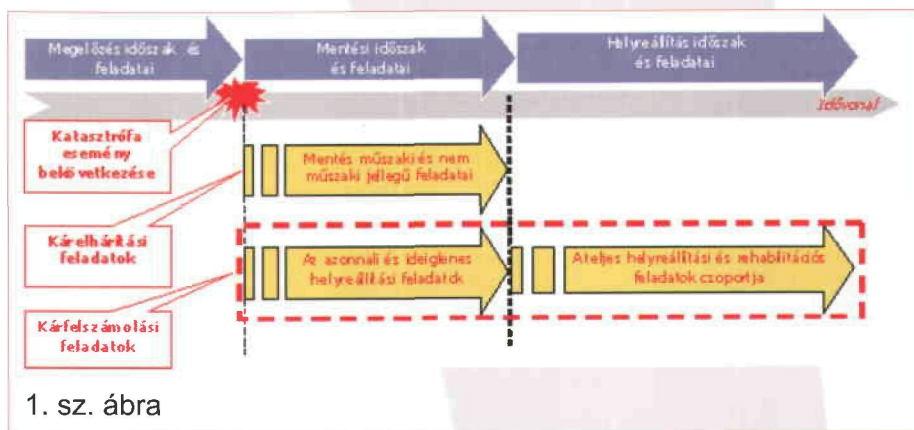 Megelőzés időszak és
feladatai
Mentési időszak
és feladatai
Helyreállítás időszak
és feladatai
Idővonal
Katasztrófa
esemény
bekövetkezése
Mentés műszaki és nem
műszaki jellegű feladatai
Kárelhárítási
feladatok
Az azonnali és ideiglenes
helyreállítási feladatok
A teljes helyreállítási és rehabilitációs
feladatok csoportja
Kárfelszámolási
feladatok
1. sz. ábra